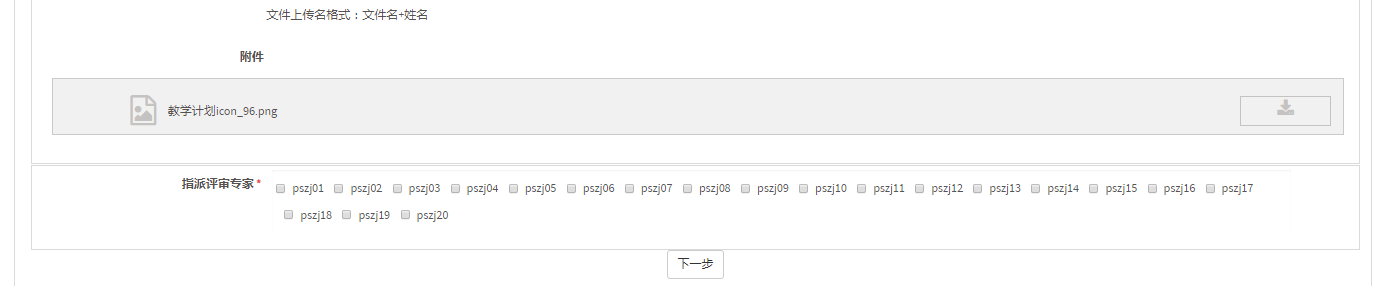 文件上传名格式：文件名+姓名
附件
教学计划icon_96.png
指派评审专家 * pszj01 pszj02 pszj03 pszj04 pszj05 pszj06 pszj07 pszj08 pszj09 pszj10 pszj11 pszj12 pszj13 pszj14 pszj15 pszj16 pszj17
pszj18 pszj19 pszj20
下一步